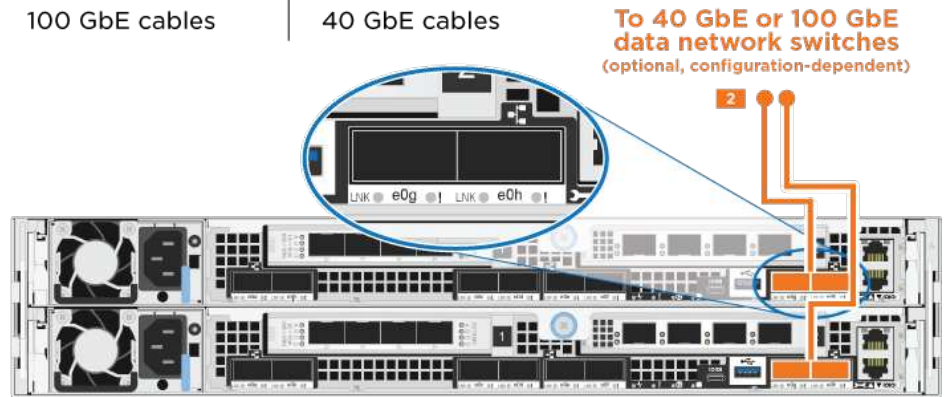 100 GbE cables
40 GbE cables
To 40 GbE or 100 GbE
data network switches
(optional, configuration-dependent)
2
LNK e0g ! LNK e0h !
1